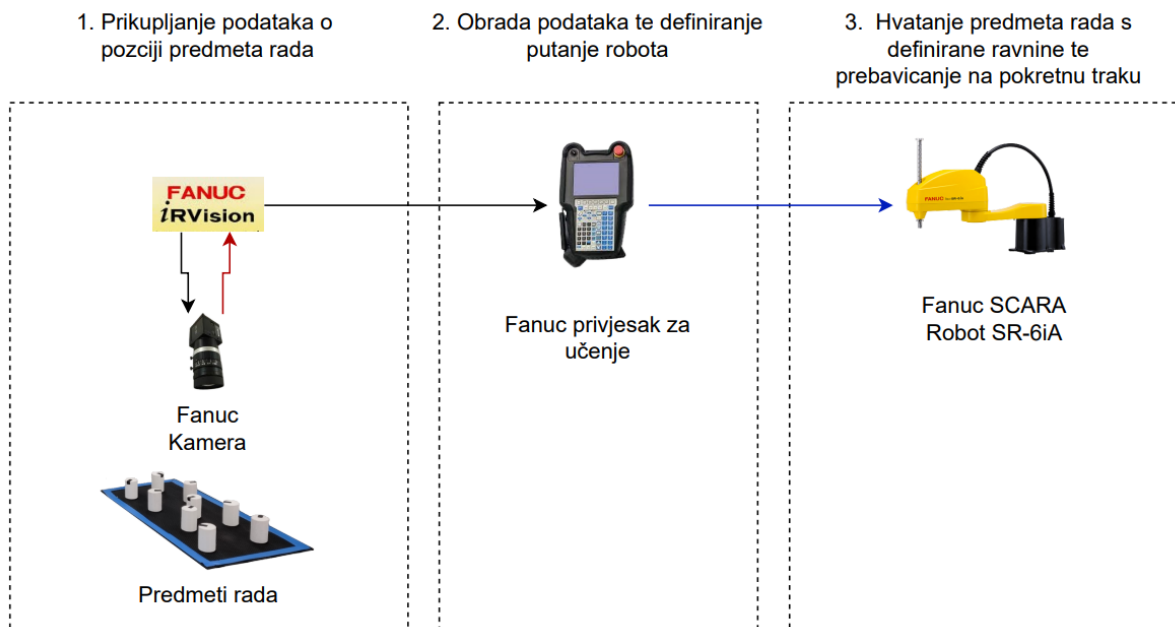 1. Prikupljanje podataka o
pozciji predmeta rada
2. Obrada podataka te definiranje
putanje robota
3. Hvatanje predmeta rada s
definirane ravnine te
prebavicanje na pokretnu traku
FANUC
iRVision
Fanuc
Kamera
Predmeti rada
Fanuc privjesak za
učenje
FANUC
Fanuc SCARA
Robot SR-6iA